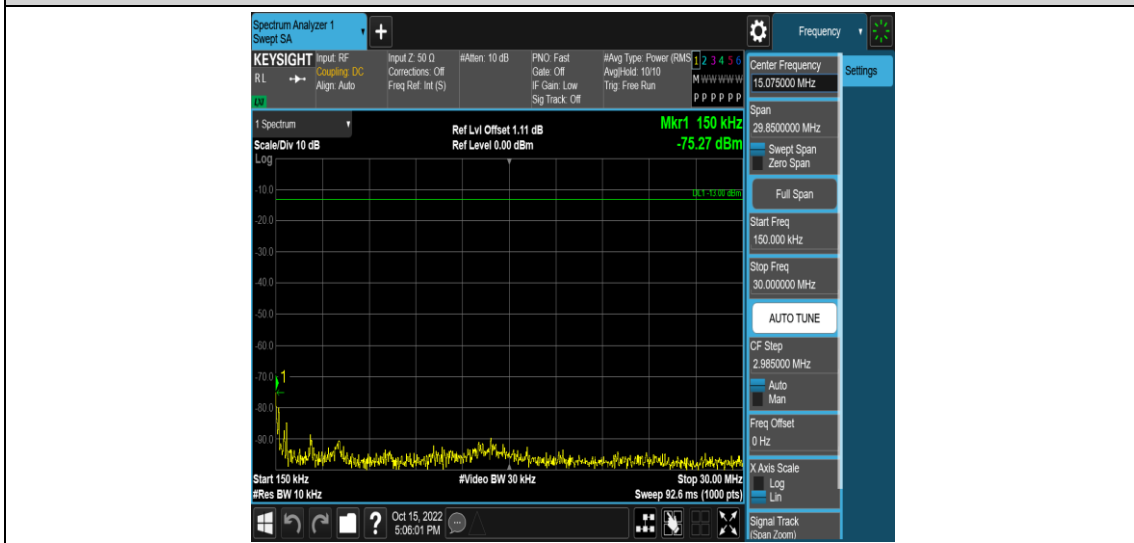 Spectrum Analyzer 1
Swept SA
+
Frequency
KEYSIGHT
RL
LXI
Input: RF
Coupling: DC
Align: Auto
Input Z: 50 Ω
Corrections: Off
Freq Ref: Int (S)
#Atten: 10 dB
PNO: Fast
Gate: Off
IF Gain: Low
Sig Track: Off
#Avg Type: Power (RMS
Avg|Hold: 10/10
Trig: Free Run
1 2 3 4 5 6
M W W W W W
P P P P P P
Center Frequency
15.075000 MHz
Settings
1 Spectrum
Scale/Div 10 dB
Ref Lvl Offset 1.11 dB
Ref Level 0.00 dBm
Mkr1 150 kHz
-75.27 dBm
Span
29.8500000 MHz
Swept Span
Zero Span
Log
-10.0
DL1 -13.00 dBm
-20.0
-30.0
-40.0
-50.0
-60.0
-70.0
1
-80.0
-90.0
Full Span
Start Freq
150.000 kHz
Stop Freq
30.000000 MHz
AUTO TUNE
CF Step
2.985000 MHz
Auto
Man
Freq Offset
0 Hz
X Axis Scale
Log
Lin
Signal Track
(Span Zoom)
Start 150 kHz
#Video BW 30 kHz
Stop 30.00 MHz
#Res BW 10 kHz
Sweep 92.6 ms (1000 pts)
?
Oct 15, 2022
5:06:01 PM